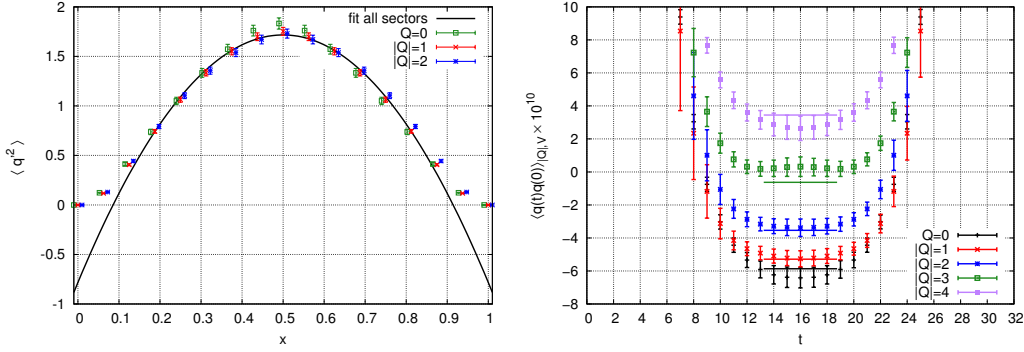 2
1.5
1
0.5
0
-0.5
-1
0 0.1 0.2 0.3 0.4 0.5 0.6 0.7 0.8 0.9 1
x
⟨ q̄² ⟩
fit all sectors
Q=0
|Q|=1
|Q|=2
10
8
6
4
2
0
−2
−4
−6
−8
0 2 4 6 8 10 12 14 16 18 20 22 24 26 28 30 32
t
⟨q(t)q(0)⟩|Q|,V × 10¹⁰
Q=0
|Q|=1
|Q|=2
|Q|=3
|Q|=4